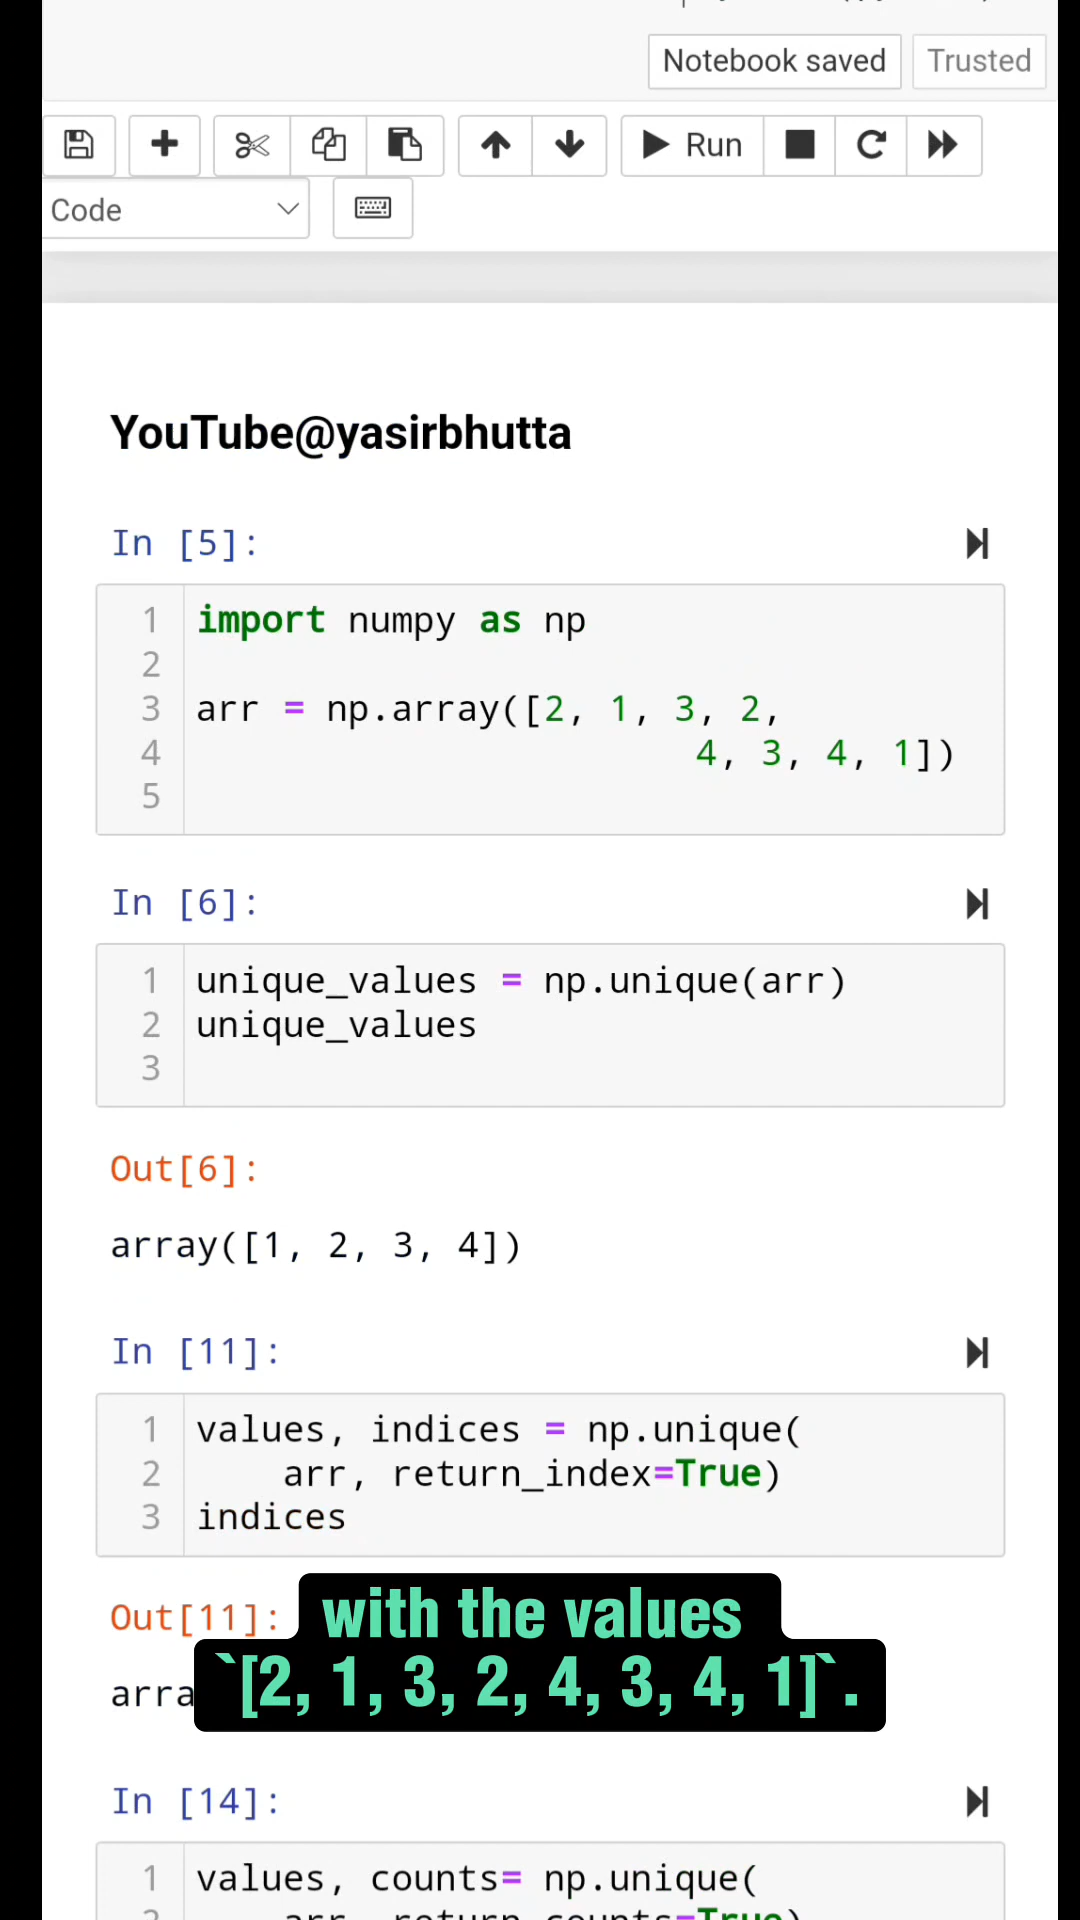 Notebook saved
Trusted
Run
Code
YouTube@yasirbhutta
In [5]:
1 import numpy as np
2
3 arr = np.array([2, 1, 3, 2,
4 4, 3, 4, 1])
5
In [6]:
1 unique_values = np.unique(arr)
2 unique_values
3
Out[6]:
array([1, 2, 3, 4])
In [11]:
1 values, indices = np.unique(
2 arr, return_index=True)
3 indices
Out[11]:
with the values
`[2, 1, 3, 2, 4, 3, 4, 1]`.
arra
In [14]:
1 values, counts= np.unique(
2 arr, return_counts=True)